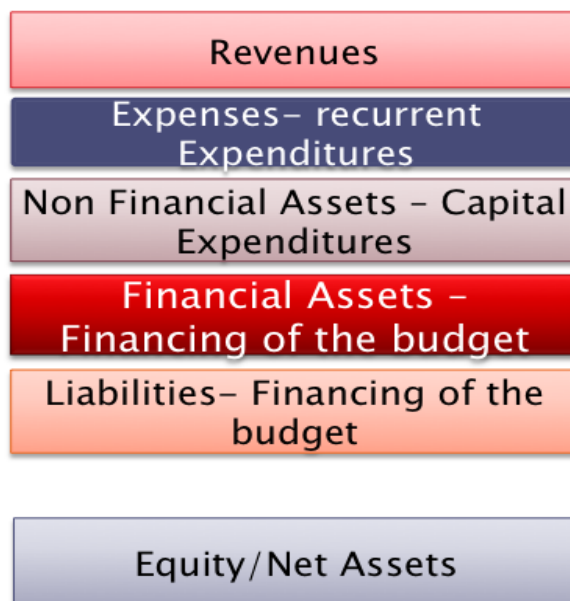 Revenues
Expenses– recurrent
Expenditures
Non Financial Assets – Capital
Expenditures
Financial Assets –
Financing of the budget
Liabilities– Financing of the
budget
Equity/Net Assets